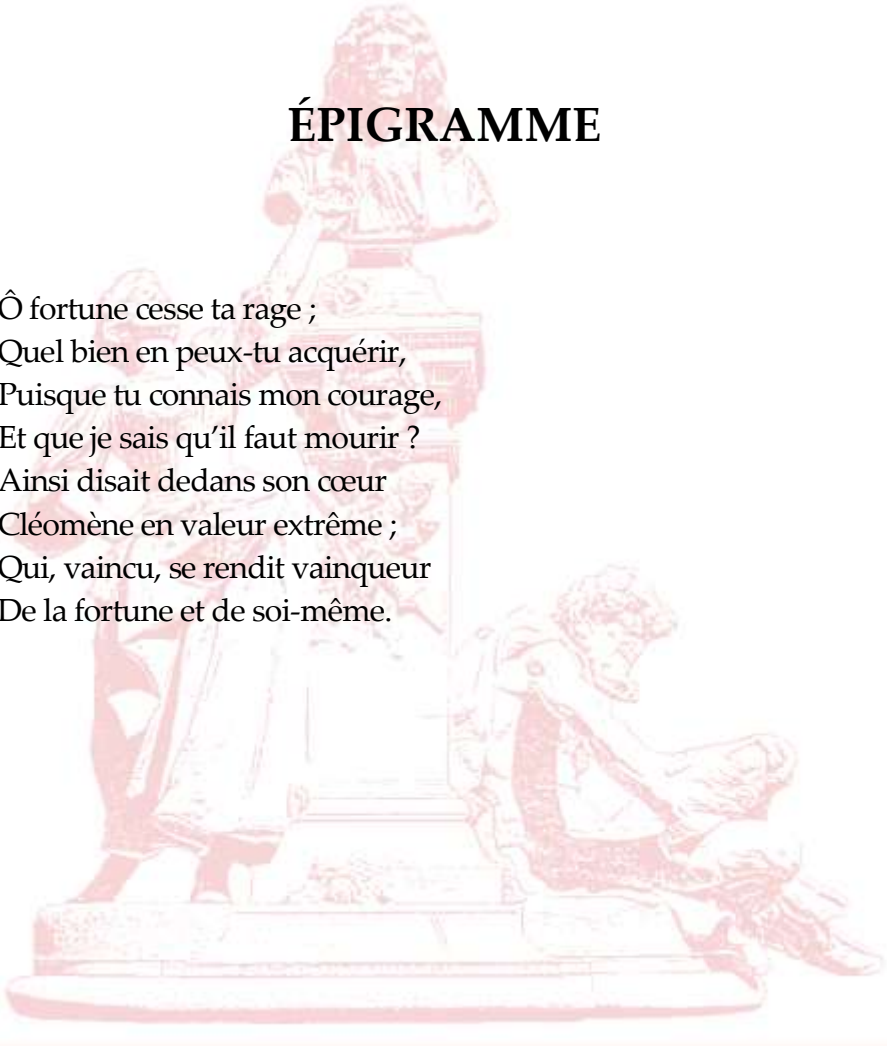 ÉPIGRAMME
Ô fortune cesse ta rage ;
Quel bien en peux-tu acquérir,
Puisque tu connais mon courage,
Et que je sais qu’il faut mourir ?
Ainsi disait dedans son cœur
Cléomène en valeur extrême ;
Qui, vaincu, se rendit vainqueur
De la fortune et de soi-même.